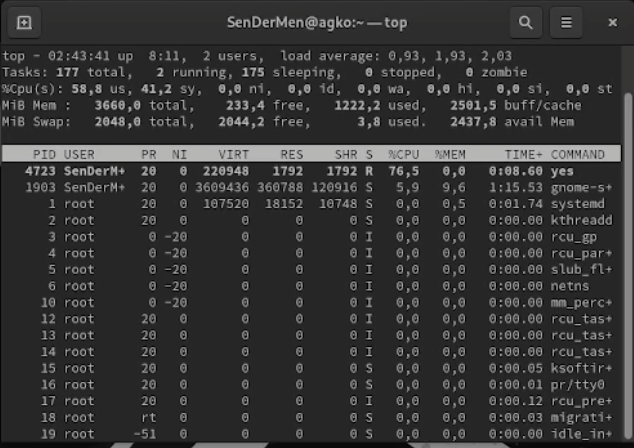 SenDerMen@agko:~ — top
top - 02:43:41 up  8:11,  2 users,  load average: 0,93, 1,93, 2,03
Tasks: 177 total,   2 running, 175 sleeping,   0 stopped,   0 zombie
%Cpu(s): 58,8 us, 41,2 sy,  0,0 ni,  0,0 id,  0,0 wa,  0,0 hi,  0,0 si,  0,0 st
MiB Mem :   3660,0 total,    233,4 free,   1222,2 used,   2501,5 buff/cache
MiB Swap:   2048,0 total,   2044,2 free,      3,8 used.   2437,8 avail Mem
PID USER      PR  NI    VIRT    RES    SHR S  %CPU  %MEM     TIME+ COMMAND
4723 SenDerM+  20   0  220948   1792   1792 R  76,5   0,0   0:08.60 yes
1903 SenDerM+  20   0 3609436 360788 120916 S   5,9   9,6   1:15.53 gnome-s+
1 root      20   0  107520  18152  10748 S   0,0   0,5   0:01.74 systemd
2 root      20   0       0      0      0 S   0,0   0,0   0:00.00 kthreadd
3 root       0 -20       0      0      0 I   0,0   0,0   0:00.00 rcu_gp
4 root       0 -20       0      0      0 I   0,0   0,0   0:00.00 rcu_par+
5 root       0 -20       0      0      0 I   0,0   0,0   0:00.00 slub_fl+
6 root       0 -20       0      0      0 I   0,0   0,0   0:00.00 netns
10 root       0 -20       0      0      0 I   0,0   0,0   0:00.00 mm_perc+
12 root      20   0       0      0      0 I   0,0   0,0   0:00.00 rcu_tas+
13 root      20   0       0      0      0 I   0,0   0,0   0:00.00 rcu_tas+
14 root      20   0       0      0      0 I   0,0   0,0   0:00.00 rcu_tas+
15 root      20   0       0      0      0 S   0,0   0,0   0:00.05 ksoftir+
16 root      20   0       0      0      0 S   0,0   0,0   0:00.01 pr/tty0
17 root      20   0       0      0      0 I   0,0   0,0   0:00.12 rcu_pre+
18 root      rt   0       0      0      0 S   0,0   0,0   0:00.03 migrati+
19 root     -51   0       0      0      0 S   0,0   0,0   0:00.00 idle_in+